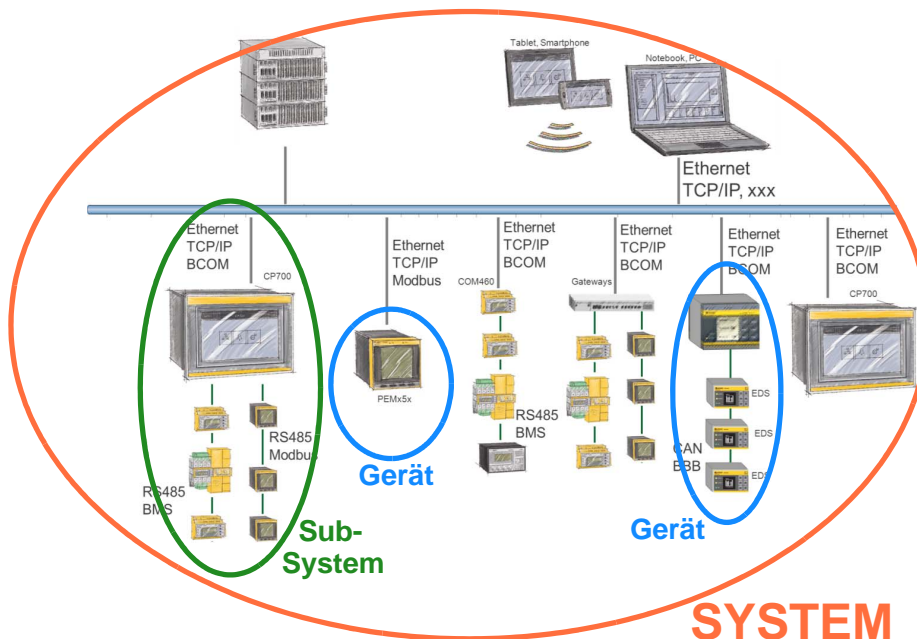 Tablet, Smartphone
Notebook, PC
Ethernet
TCP/IP, xxx
Ethernet
TCP/IP
BCOM
CP700
Ethernet
TCP/IP
Modbus
PEMx5x
Gerät
Ethernet
TCP/IP
BCOM
COM460
Ethernet
TCP/IP
BCOM
Gateways
Ethernet
TCP/IP
BCOM
Ethernet
TCP/IP
BCOM
CP700
RS485
Modbus
RS485
BMS
RS485
BMS
EDS
EDS
EDS
CAN
BBB
Gerät
Sub-
System
SYSTEM